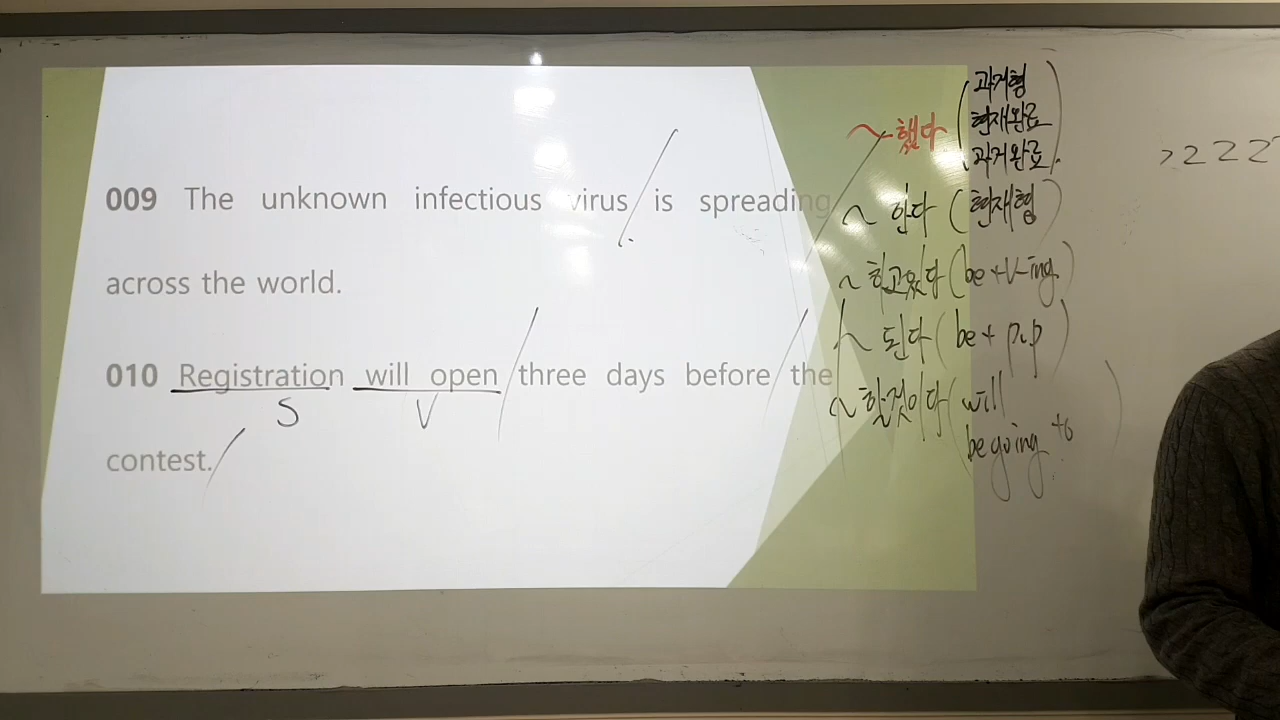 009 The unknown infectious virus is spreading
across the world.
010 Registration will open three days before the
contest.
S V
~했다 (과거형
현재완료
과거완료)
~ 한다 (현재형)
~ 하고있다 (be+V-ing)
~ 된다 (be+ p.p)
~할것이다 (will
be going to)
>222?